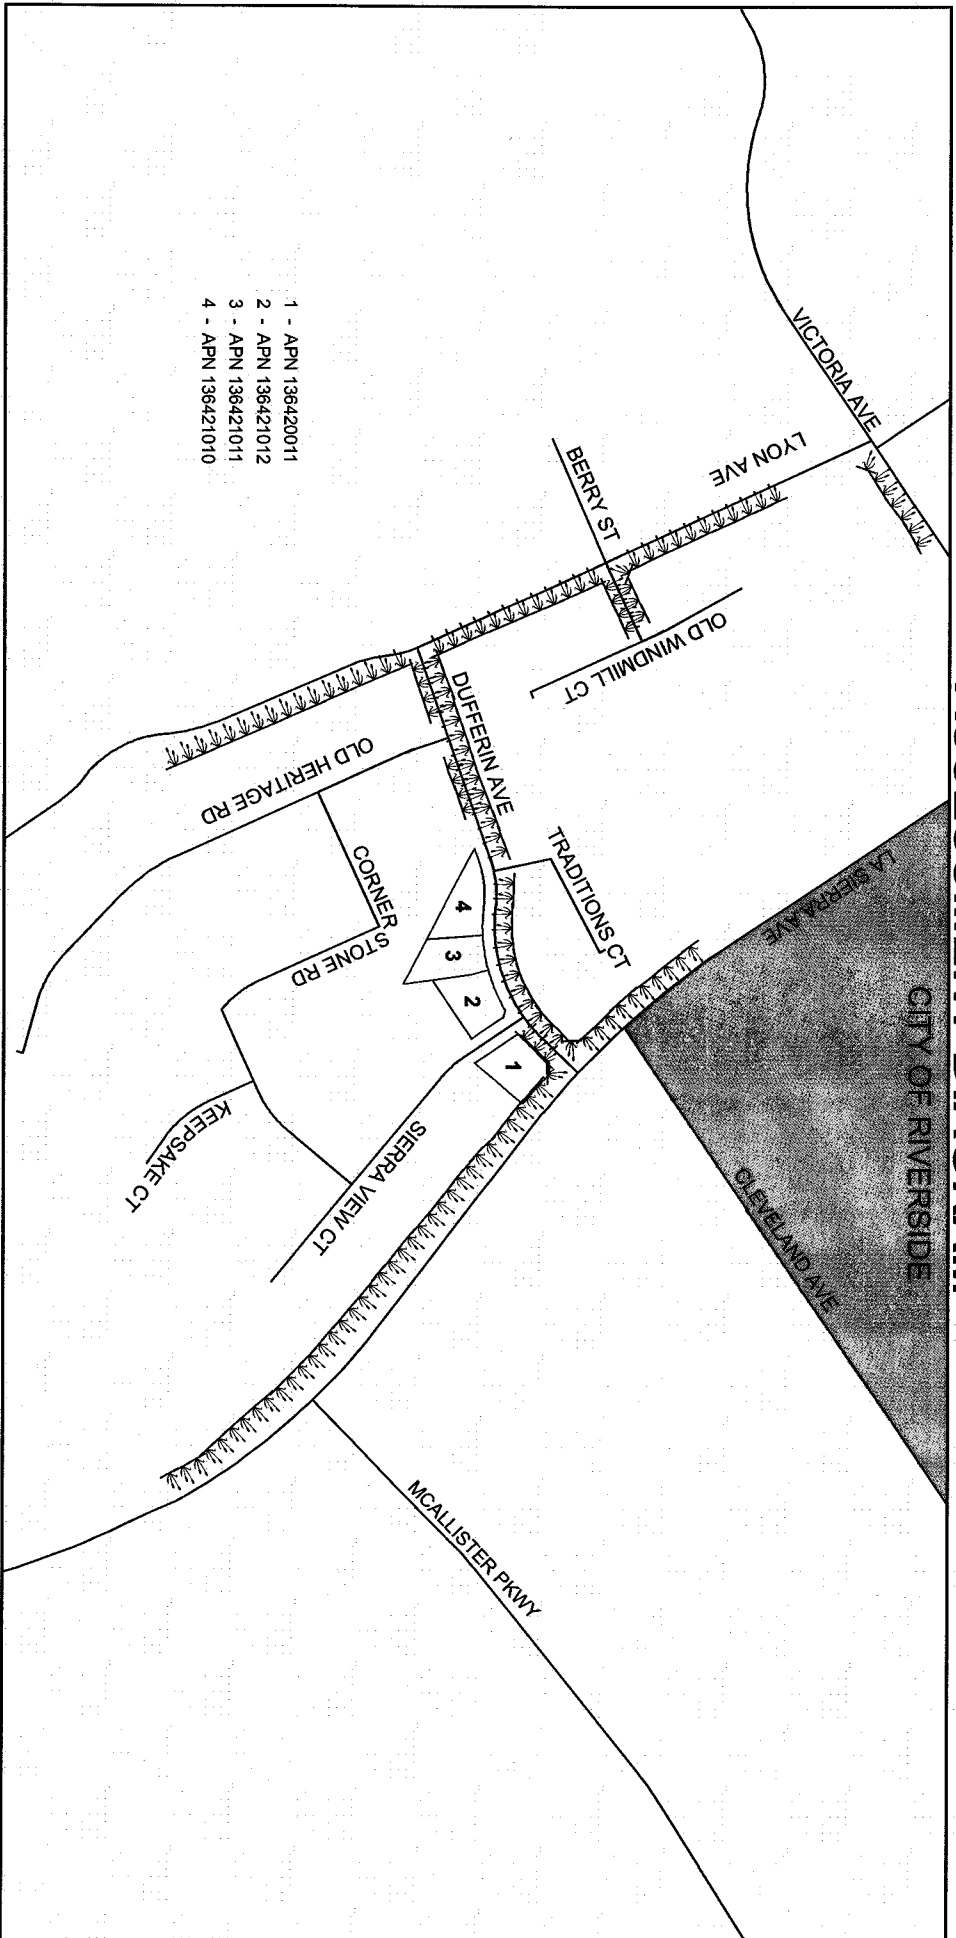 CITY OF RIVERSIDE
VICTORIA AVE
LA SIERRA AVE
CLEVELAND AVE
LYON AVE
BERRY ST
OLD WINDMILL CT
DUFFERIN AVE
TRADITIONS CT
OLD HERITAGE RD
CORNER
STONE RD
4
3
2
1
SIERRA VIEW CT
KEEPSAKE CT
MCALLISTER PKWY
1 - APN 136420011
2 - APN 136421012
3 - APN 136421011
4 - APN 136421010